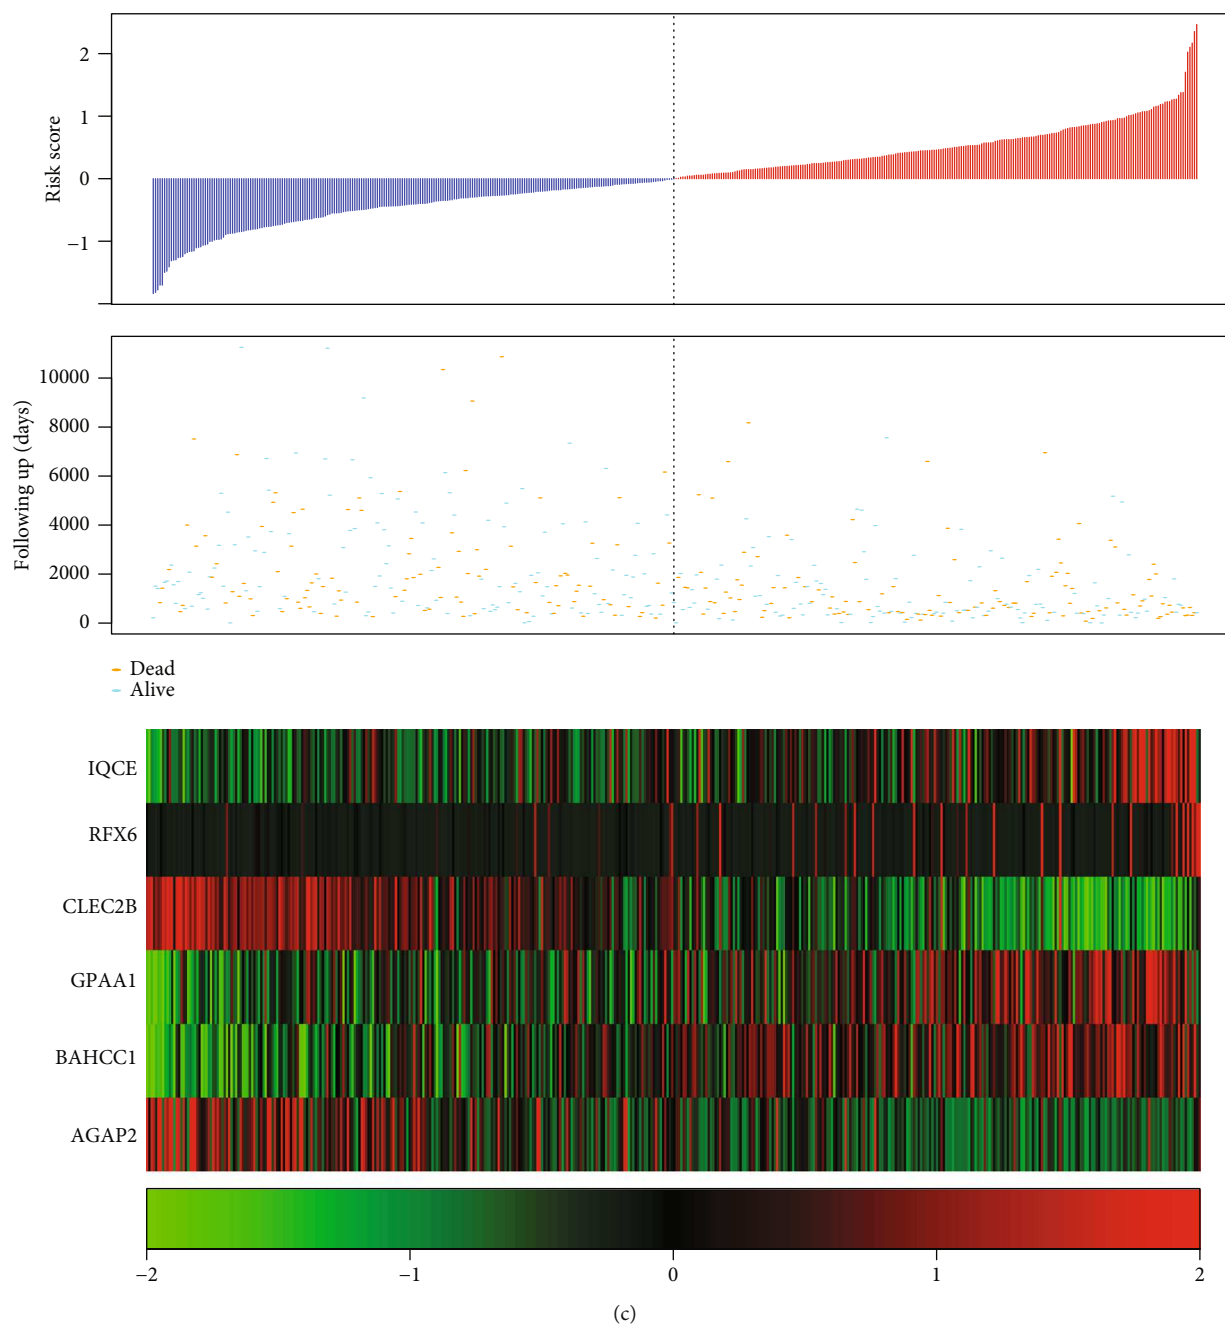 Risk score
2
1
0
−1
Following up (days)
10000
8000
6000
4000
2000
0
Dead
Alive
IQCE
RFX6
CLEC2B
GPAA1
BAHCC1
AGAP2
−2
−1
0
1
2
(c)